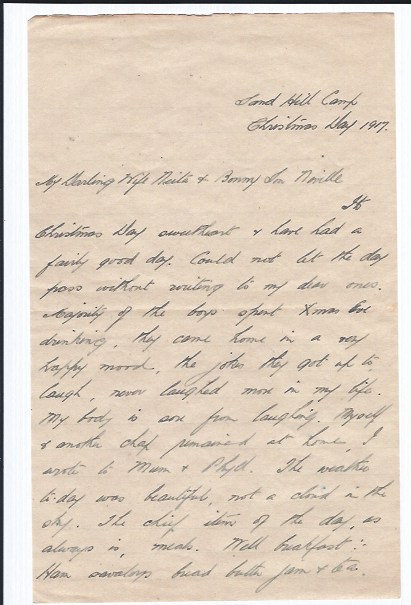 Sand Hill Camp
Christmas Day 1917.
My Darling Wife Nita & Bonny Son Neville
Its
Christmas Day sweetheart & have had a
fairly good day. Could not let the day
pass without writing to my dear ones.
Majority of the boys spent Xmas Eve
drinking, they came home in a very
happy mood, the jokes they got up to,
laugh, never laughed more in my life.
My body is sore from laughing. Myself
& another chap remained at home, I
wrote to Mum & Phyl. The weather
to-day was beautiful, not a cloud in the
sky. The chief item of the day, as
always is, meals. Well breakfast :-
Ham saveloys bread butter jam & tea.